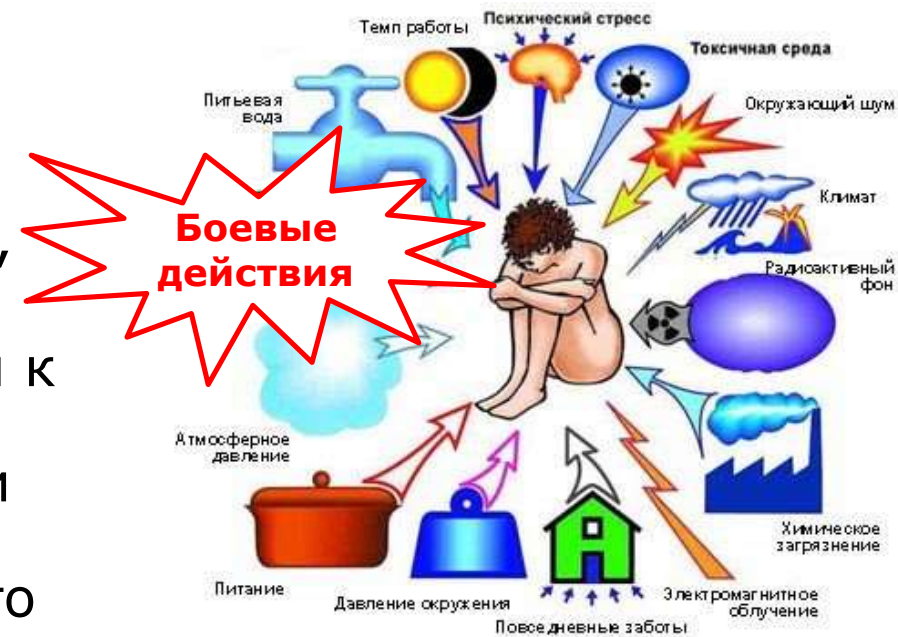 Психический стресс
Темп работы
Токсичная среда
Питьевая
вода
Окружающий шум
Боевые
действия
Климат
Радиоактивный
фон
к
Атмосферное
давление
Химическое
загрязнение
Питание
Давление окружения
Электромагнитное
облучение
Повседневные заботы